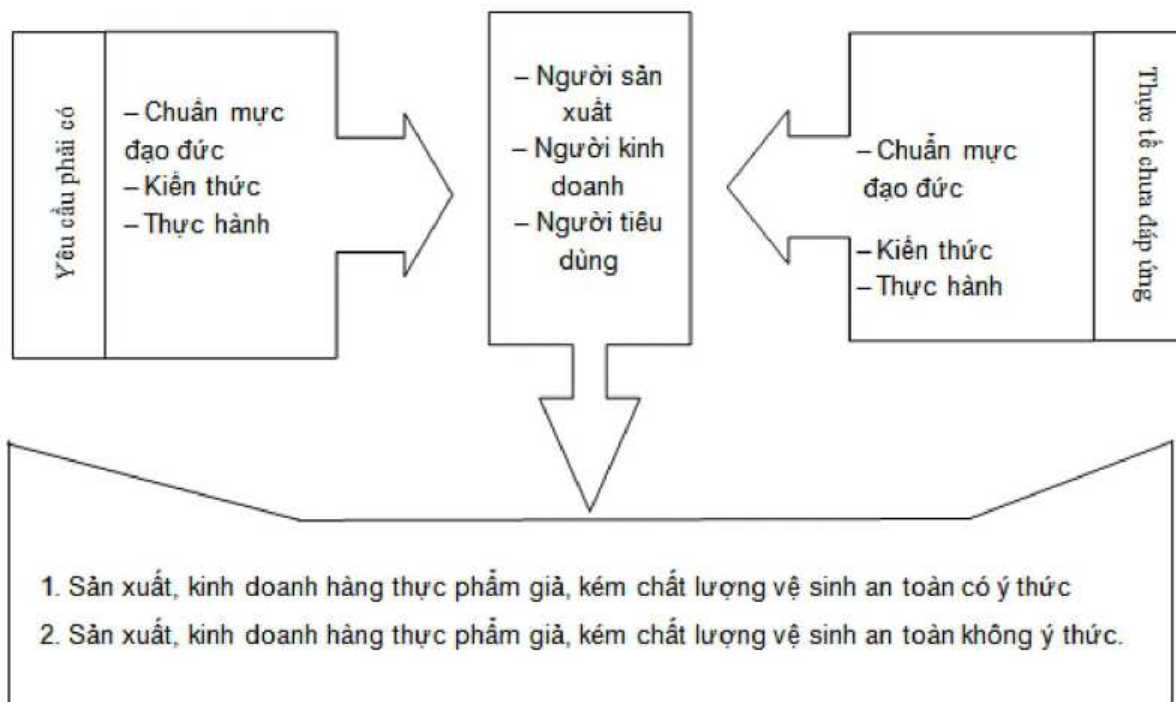 Yêu cầu phải có
– Chuẩn mực
đạo đức
– Kiến thức
– Thực hành
– Người sản
xuất
– Người kinh
doanh
– Người tiêu
dùng
– Chuẩn mực
đạo đức
– Kiến thức
– Thực hành
Thực tế chưa đáp ứng
1. Sản xuất, kinh doanh hàng thực phẩm giả, kém chất lượng vệ sinh an toàn có ý thức
2. Sản xuất, kinh doanh hàng thực phẩm giả, kém chất lượng vệ sinh an toàn không ý thức.